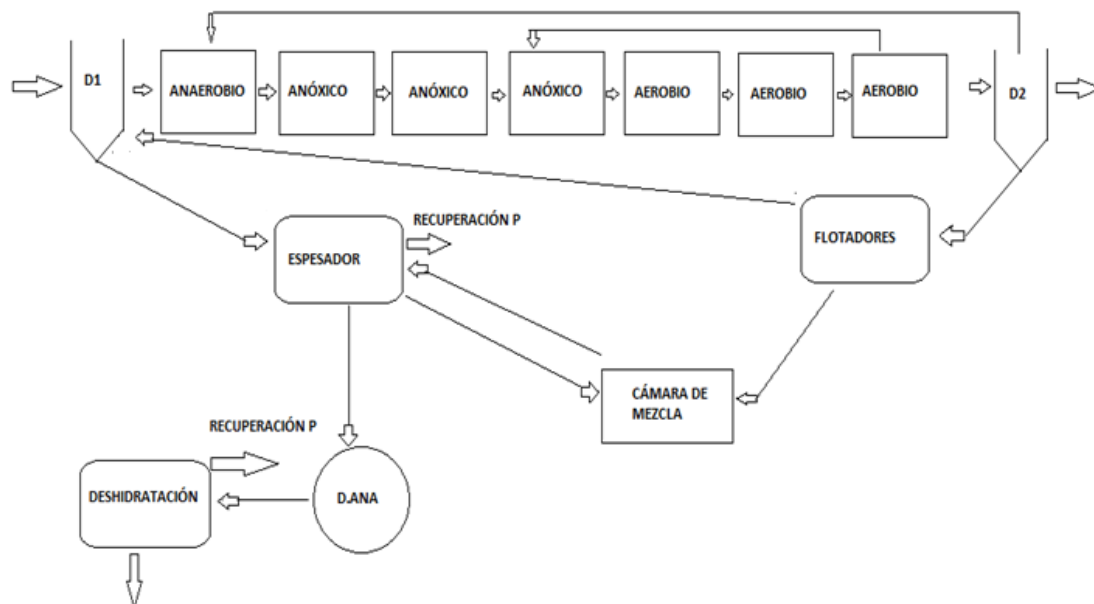 D1
ANAEROBIO
ANÓXICO
ANÓXICO
ANÓXICO
AEROBIO
AEROBIO
AEROBIO
D2
RECUPERACIÓN P
ESPESADOR
FLOTADORES
CÁMARA DE
MEZCLA
RECUPERACIÓN P
DESHIDRATACIÓN
D.ANA